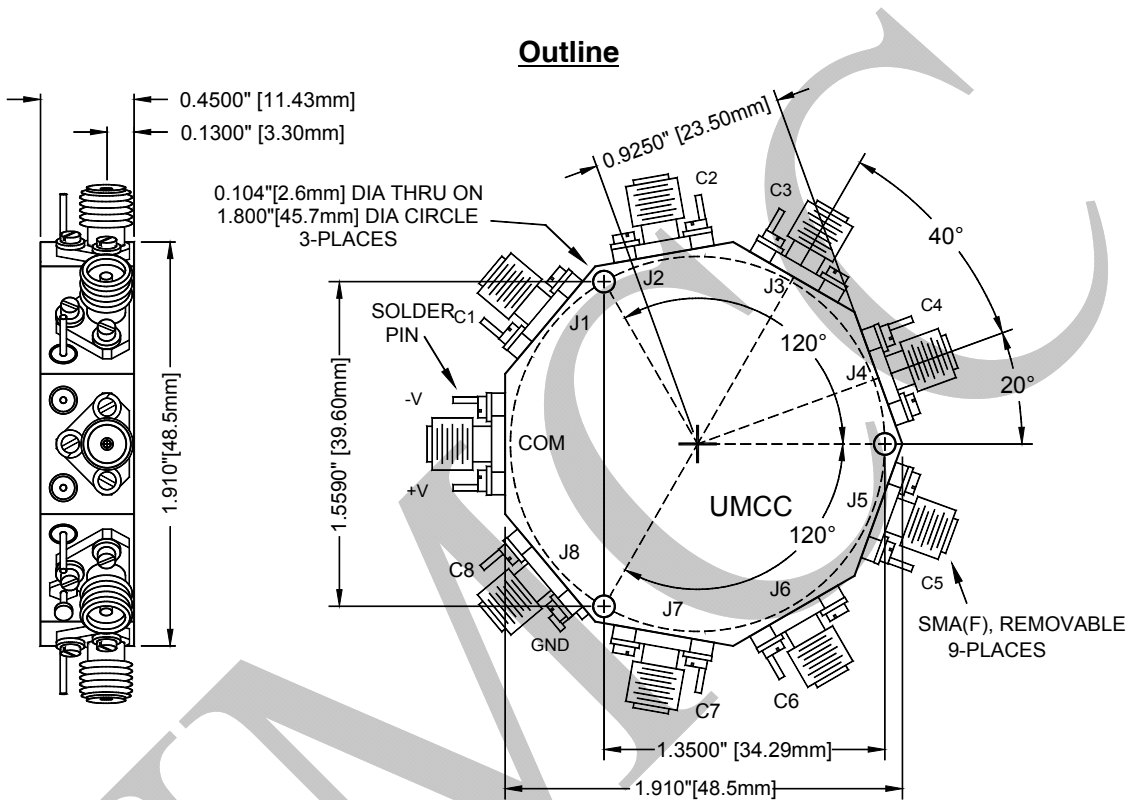 Outline
0.4500" [11.43mm]
0.1300" [3.30mm]
0.9250" [23.50mm]
0.104"[2.6mm] DIA THRU ON
1.800"[45.7mm] DIA CIRCLE
3-PLACES
C2
C3
40°
J2
J3
SOLDER
PIN
C1
J1
C4
120°
J4
20°
-V
COM
+V
1.910"[48.5mm]
1.5590" [39.60mm]
UMCC
J5
120°
J8
C8
J6
J7
C5
GND
SMA(F), REMOVABLE
9-PLACES
C7
C6
1.3500" [34.29mm]
1.910"[48.5mm]
UMCC